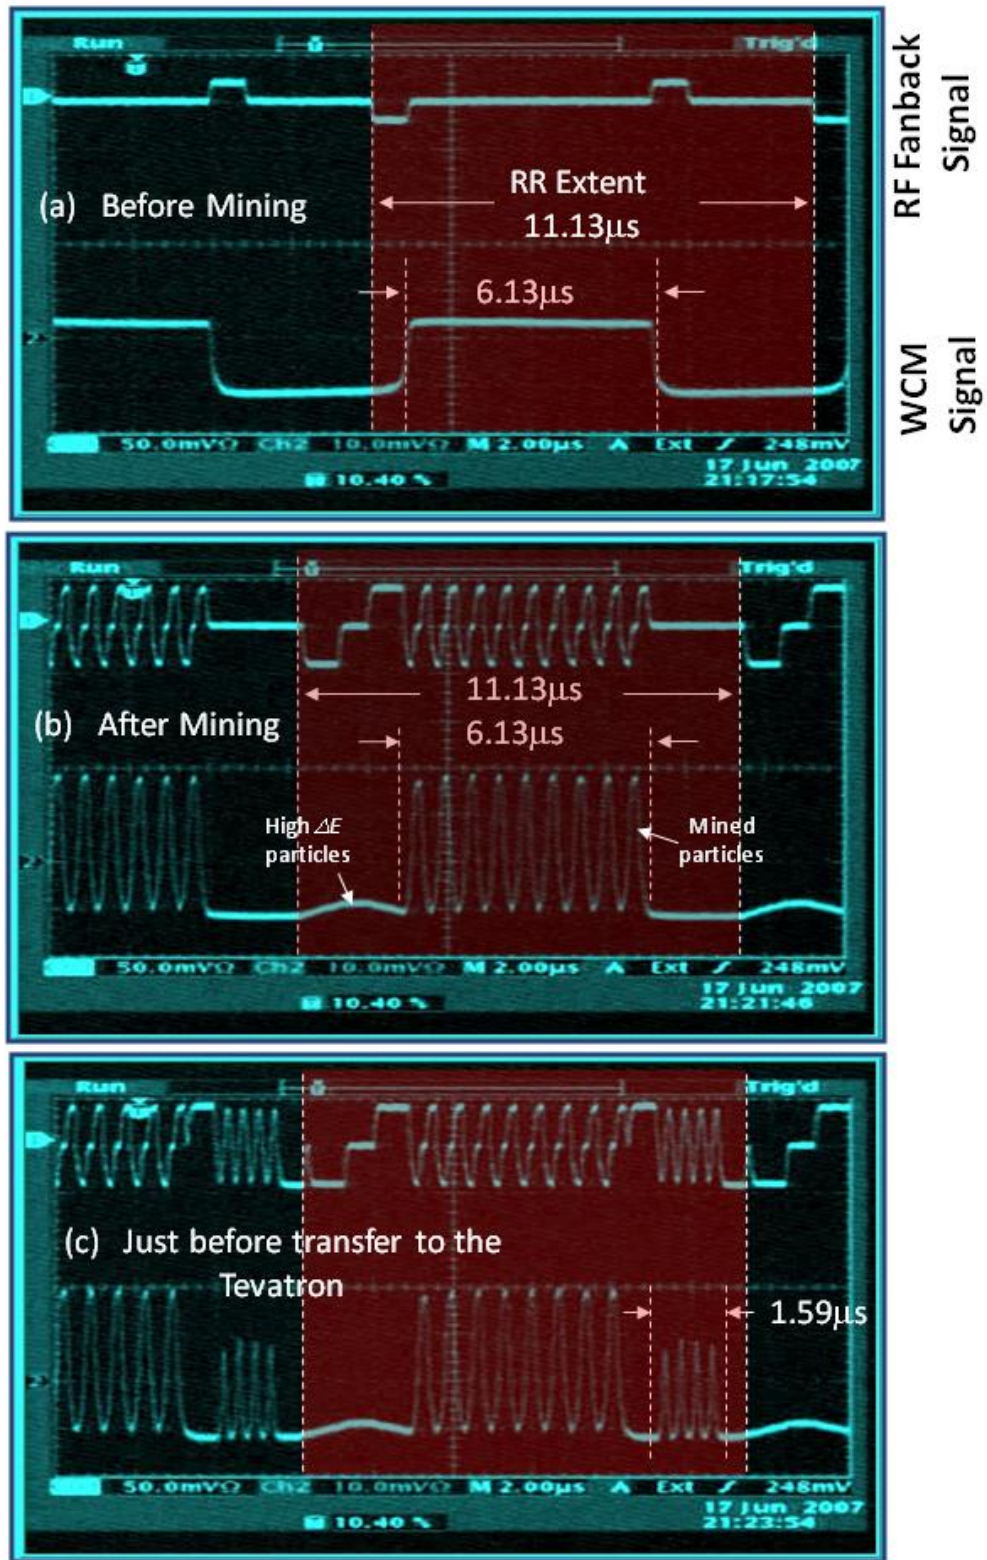 Run
Trig'd
RF Fanback
Signal
(a) Before Mining
RR Extent
11.13μs
6.13μs
WCM
Signal
50.0mVΩ Ch2 10.0mVΩ M 2.00μs A Ext ʃ 248mV
17 Jun 2007
10.40 %
21:17:54
Run
Trig'd
11.13μs
(b) After Mining
6.13μs
High ΔE
particles
Mined
particles
50.0mVΩ Ch2 10.0mVΩ M 2.00μs A Ext ʃ 248mV
17 Jun 2007
10.40 %
21:21:46
Run
Trig'd
(c) Just before transfer to the
Tevatron
1.59μs
50.0mVΩ Ch2 10.0mVΩ M 2.00μs A Ext ʃ 248mV
17 Jun 2007
10.40 %
21:23:54